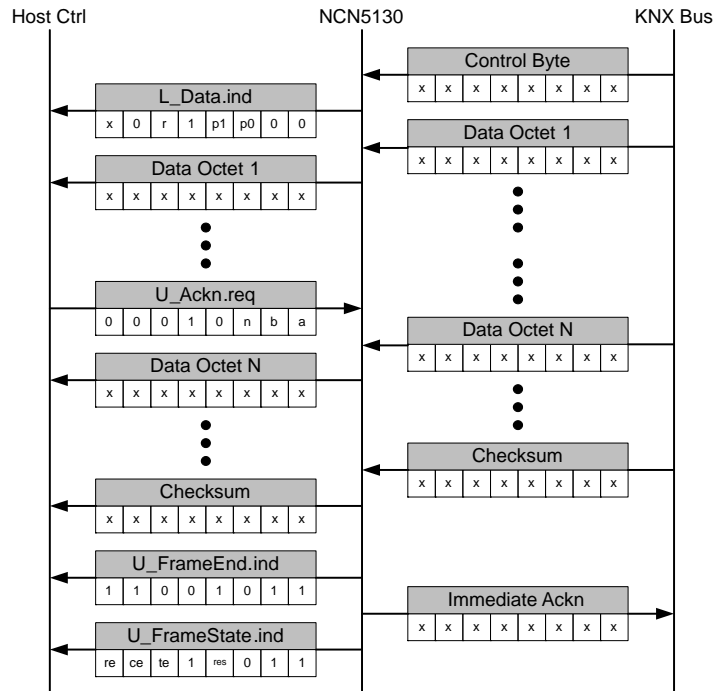 Host Ctrl NCN5130 KNX Bus
Control Byte
x x x x x x x x
L_Data.ind
x 0 r 1 p1 p0 0 0
Data Octet 1
x x x x x x x x
Data Octet 1
x x x x x x x x
U_Ackn.req
0 0 0 1 0 n b a
Data Octet N
x x x x x x x x
Data Octet N
x x x x x x x x
Checksum
x x x x x x x x
Checksum
x x x x x x x x
U_FrameEnd.ind
1 1 0 0 1 0 1 1
Immediate Ackn
x x x x x x x x
U_FrameState.ind
re ce te 1 res 0 1 1